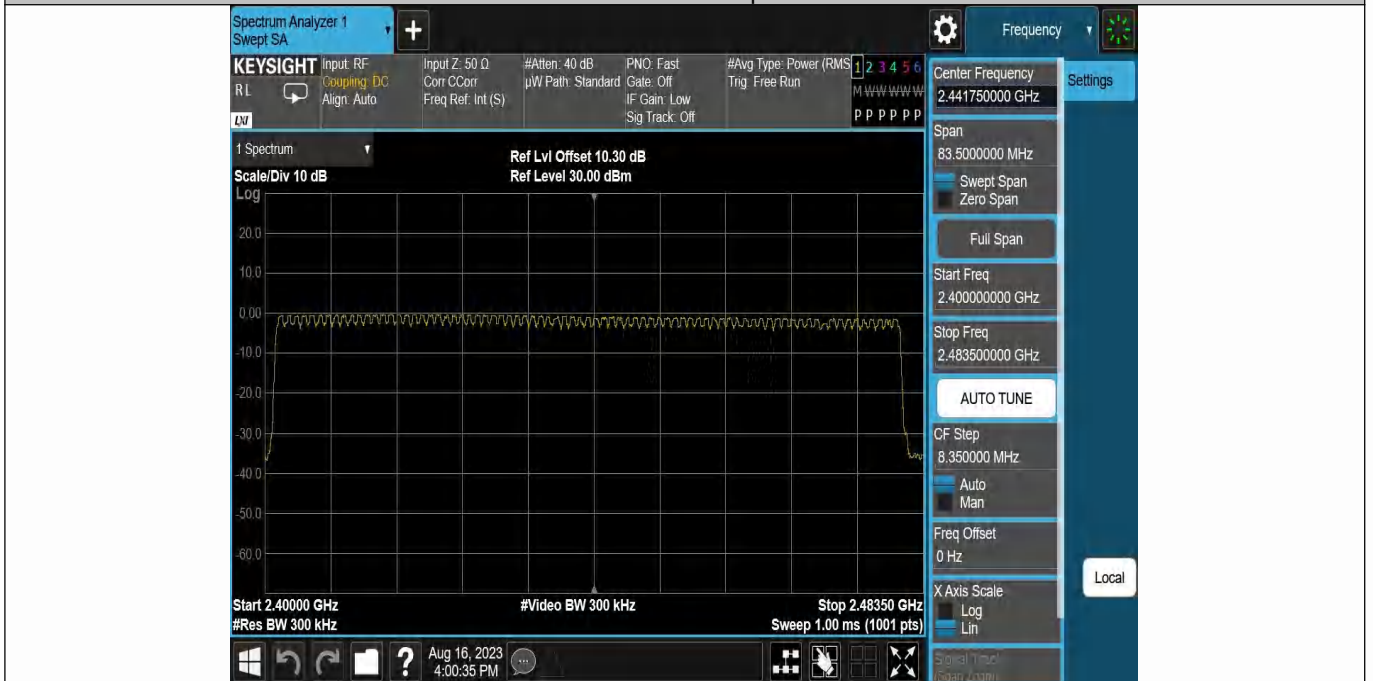 Spectrum Analyzer 1
Swept SA
+
Frequency
KEYSIGHT
RL
LXI
Input: RF
Coupling: DC
Align: Auto
Input Z: 50 Ω
Corr CCorr
Freq Ref: Int (S)
#Atten: 40 dB
µW Path: Standard
PNO: Fast
Gate: Off
IF Gain: Low
Sig Track: Off
#Avg Type: Power (RMS
Trig: Free Run
1 2 3 4 5 6
M W W W W W
P P P P P P
1 Spectrum
Scale/Div 10 dB
Log
Ref Lvl Offset 10.30 dB
Ref Level 30.00 dBm
20.0
10.0
0.00
-10.0
-20.0
-30.0
-40.0
-50.0
-60.0
Start 2.40000 GHz
#Res BW 300 kHz
#Video BW 300 kHz
Stop 2.48350 GHz
Sweep 1.00 ms (1001 pts)
Center Frequency
2.441750000 GHz
Settings
Span
83.5000000 MHz
Swept Span
Zero Span
Full Span
Start Freq
2.400000000 GHz
Stop Freq
2.483500000 GHz
AUTO TUNE
CF Step
8.350000 MHz
Auto
Man
Freq Offset
0 Hz
X Axis Scale
Log
Lin
Signal Track
(Span Zoom)
Local
?
Aug 16, 2023
4:00:35 PM